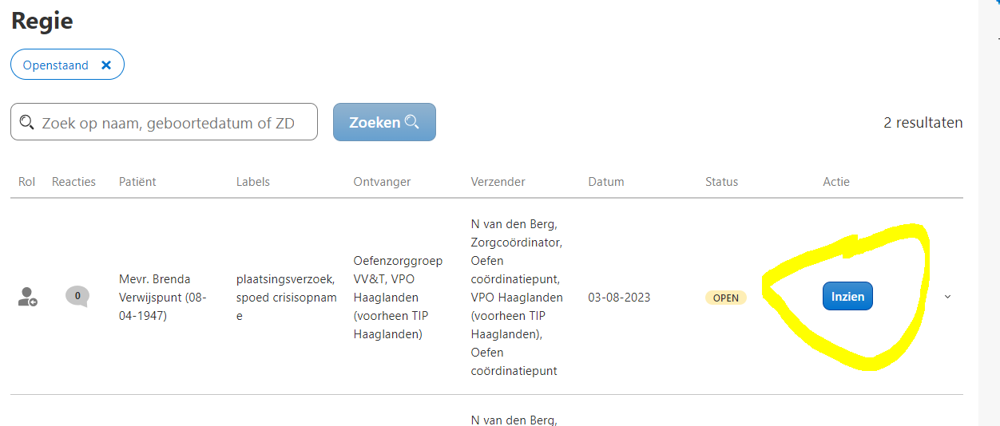 Regie
Openstaand
Zoek op naam, geboortedatum of ZD
Zoeken
2 resultaten
Rol Reacties Patiënt Labels Ontvanger Verzender Datum Status Actie
0
Mevr. Brenda
Verwijspunt (08-
04-1947)
plaatsingsverzoek,
spoed crisisopnam
e
Oefenzorggroep
VV&T, VPO
Haaglanden
(voorheen TIP
Haaglanden)
N van den Berg,
Zorgcoördinator,
Oefen
coördinatiepunt,
VPO Haaglanden
(voorheen TIP
Haaglanden),
Oefen
coördinatiepunt
03-08-2023
OPEN
Inzien
N van den Berg,